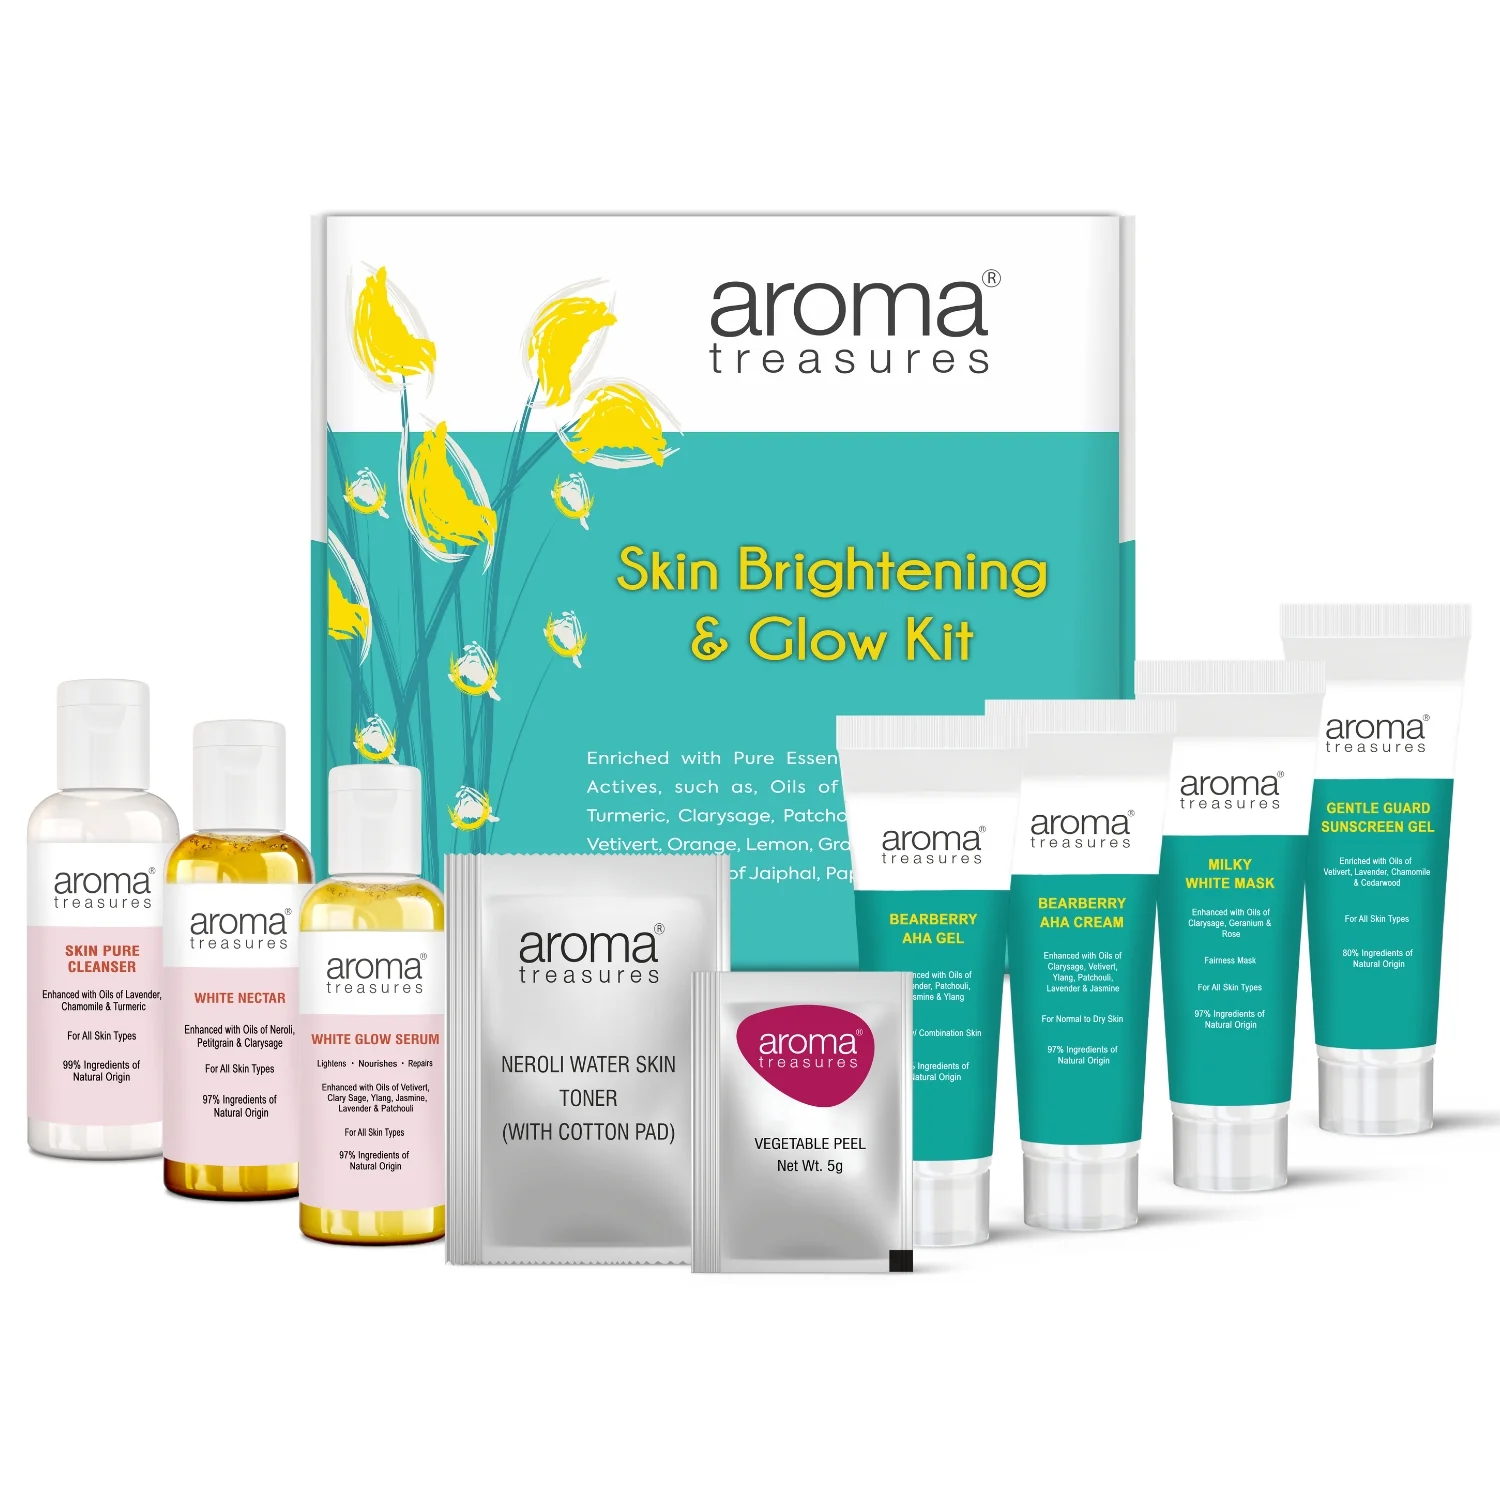 aroma®
treasures
Skin Brightening
& Glow Kit
Enriched with Pure
Actives, such as, Oils of
Turmeric, Clarysage,
Vetivert, Orange, Lemon,
of Jaiphal,
aroma®
treasures
SKIN PURE
CLEANSER
Enhanced with Oils of Lavender,
Chamomile & Turmeric
For All Skin Types
99% Ingredients of
Natural Origin
aroma®
treasures
WHITE NECTAR
Enhanced with Oils of Neroli,
Petitgrain & Clarysage
For All Skin Types
97% Ingredients of
Natural Origin
aroma®
treasures
WHITE GLOW SERUM
Lightens • Nourishes • Repairs
Enhanced with Oils of Vetivert,
Clary Sage, Ylang, Jasmine,
Lavender & Patchouli
For All Skin Types
97% Ingredients of
Natural Origin
aroma®
treasures
NEROLI WATER SKIN
TONER
(WITH COTTON PAD)
aroma®
treasures
VEGETABLE PEEL
Net Wt. 5g
aroma®
treasures
BEARBERRY
AHA GEL
with Oils of
Patchouli,
& Ylang
Combination Skin
Ingredients of
Natural Origin
aroma®
treasures
BEARBERRY
AHA CREAM
Enhanced with Oils of
Clarysage, Vetivert,
Ylang, Patchouli,
Lavender & Jasmine
For Normal to Dry Skin
97% Ingredients of
Natural Origin
aroma®
treasures
MILKY
WHITE MASK
Enhanced with Oils of
Clarysage, Geranium &
Rose
Fairness Mask
For All Skin Types
97% Ingredients of
Natural Origin
aroma®
treasures
GENTLE GUARD
SUNSCREEN GEL
Enriched with Oils of
Vetivert, Lavender, Chamomile
& Cedarwood
For All Skin Types
80% Ingredients of
Natural Origin